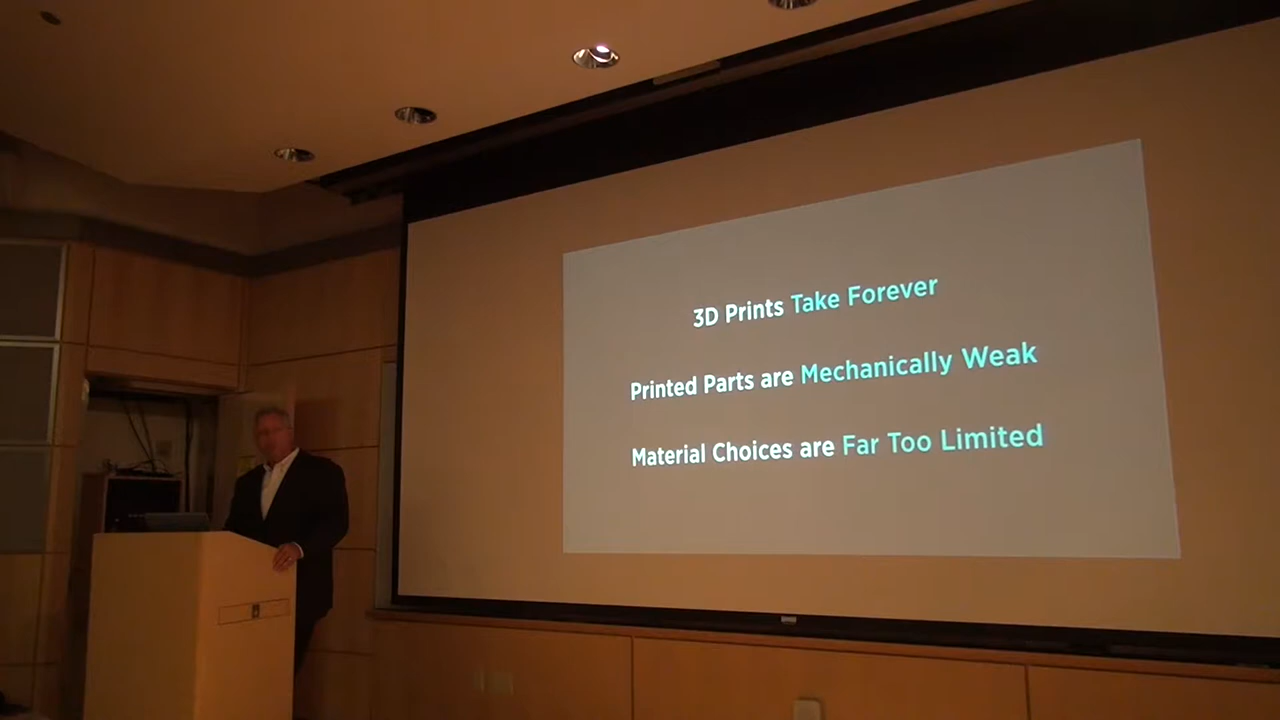 3D Prints Take Forever
Printed Parts are Mechanically Weak
Material Choices are Far Too Limited